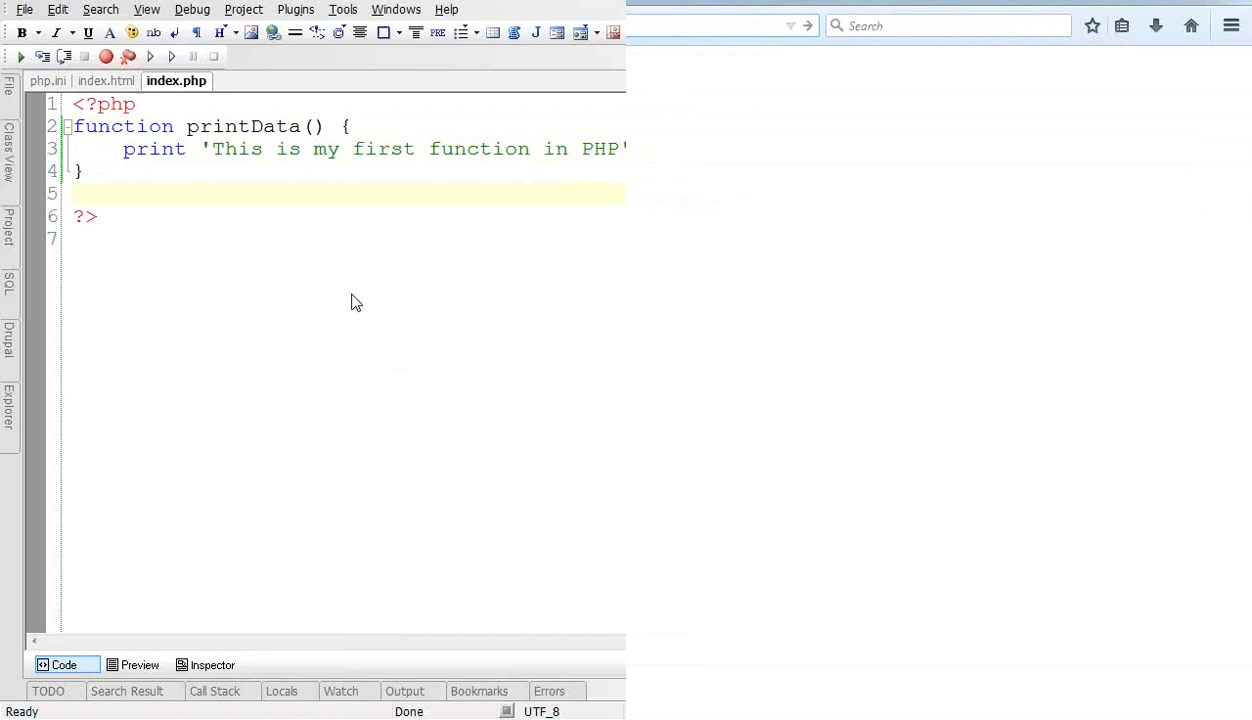 File Edit Search View Debug Project Plugins Tools Windows Help
Search
B I U A nb ¶ H @ PRE J
php.ini index.html index.php
File
Class View
Project
SQL
Drupal
Explorer
1 <?php
2 function printData() {
3 print 'This is my first function in PHP'
4 }
5
6 ?>
7
Code Preview Inspector
TODO Search Result Call Stack Locals Watch Output Bookmarks Errors
Ready Done UTF_8